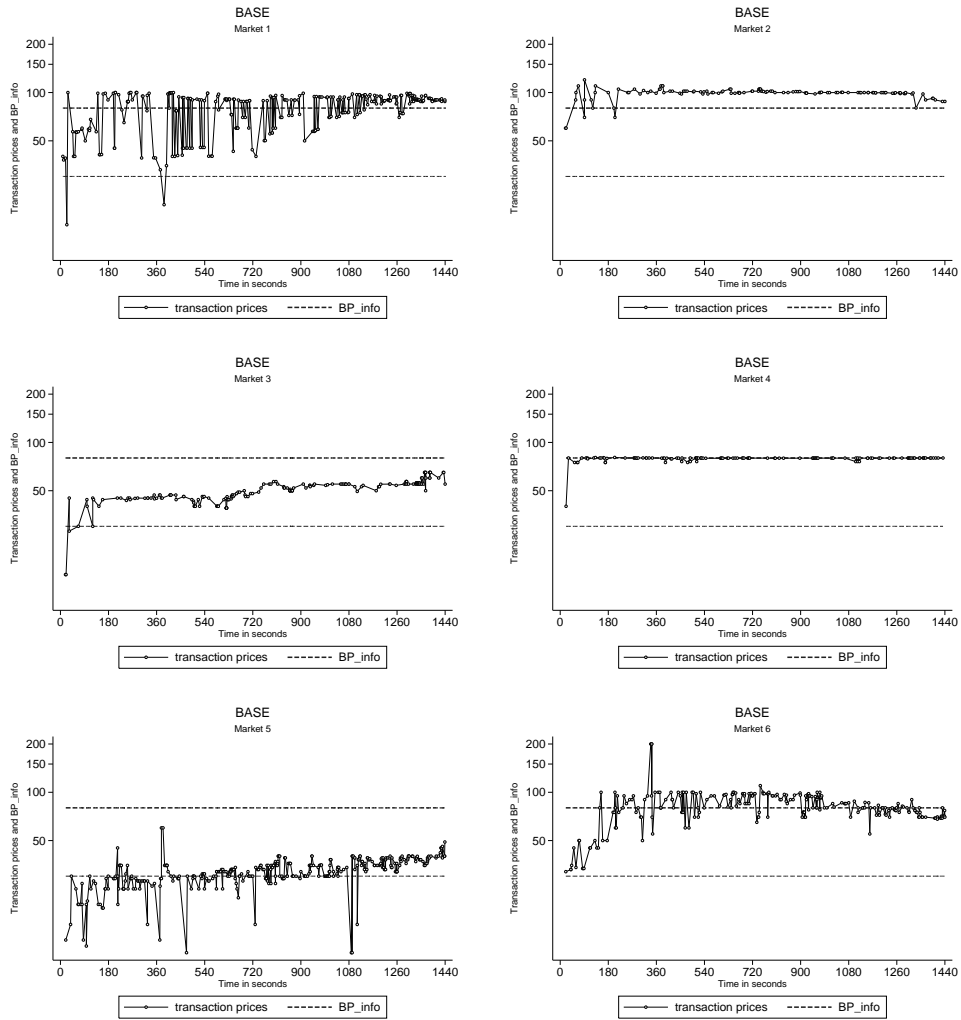 BASE
Market 1
Transaction prices and BP_info
200
150
100
50
0 180 360 540 720 900 1080 1260 1440
Time in seconds
transaction prices BP_info
BASE
Market 2
Transaction prices and BP_info
200
150
100
50
0 180 360 540 720 900 1080 1260 1440
Time in seconds
transaction prices BP_info
BASE
Market 3
Transaction prices and BP_info
200
150
100
50
0 180 360 540 720 900 1080 1260 1440
Time in seconds
transaction prices BP_info
BASE
Market 4
Transaction prices and BP_info
200
150
100
50
0 180 360 540 720 900 1080 1260 1440
Time in seconds
transaction prices BP_info
BASE
Market 5
Transaction prices and BP_info
200
150
100
50
0 180 360 540 720 900 1080 1260 1440
Time in seconds
transaction prices BP_info
BASE
Market 6
Transaction prices and BP_info
200
150
100
50
0 180 360 540 720 900 1080 1260 1440
Time in seconds
transaction prices BP_info